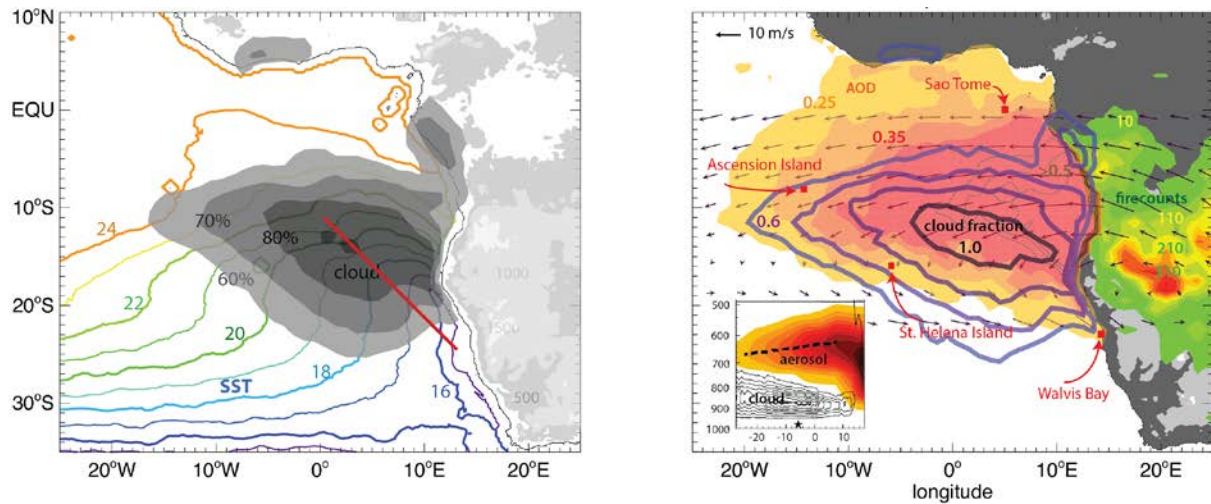 10°N
EQU
10°S
20°S
30°S
20°W
10°W
0°
10°E
20°E
24
22
20
18
16
SST
70%
80%
60%
cloud
1000
1500
500
10 m/s
AOD
Sao Tome
0.25
0.35
Ascension Island
>0.5
10
firecounts
110
210
0.6
cloud fraction
1.0
St. Helena Island
Walvis Bay
500
600
700
800
900
1000
aerosol
cloud
-20
-10
0
10
20°W
10°W
0°
10°E
20°E
longitude